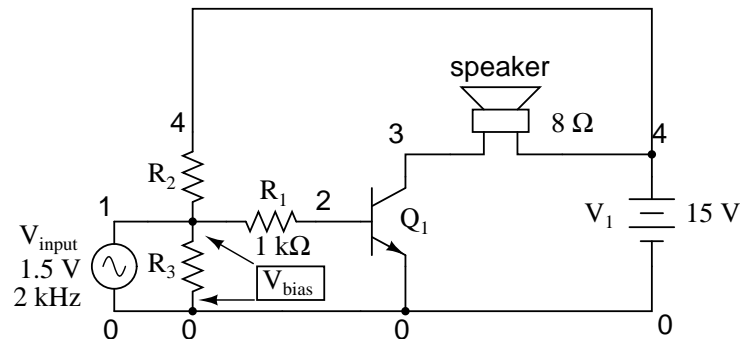 speaker
4
3
8 Ω
4
R2
R1
1
2
Q1
V1
15 V
Vinput
1.5 V
2 kHz
R3
1 kΩ
Vbias
0
0
0
0